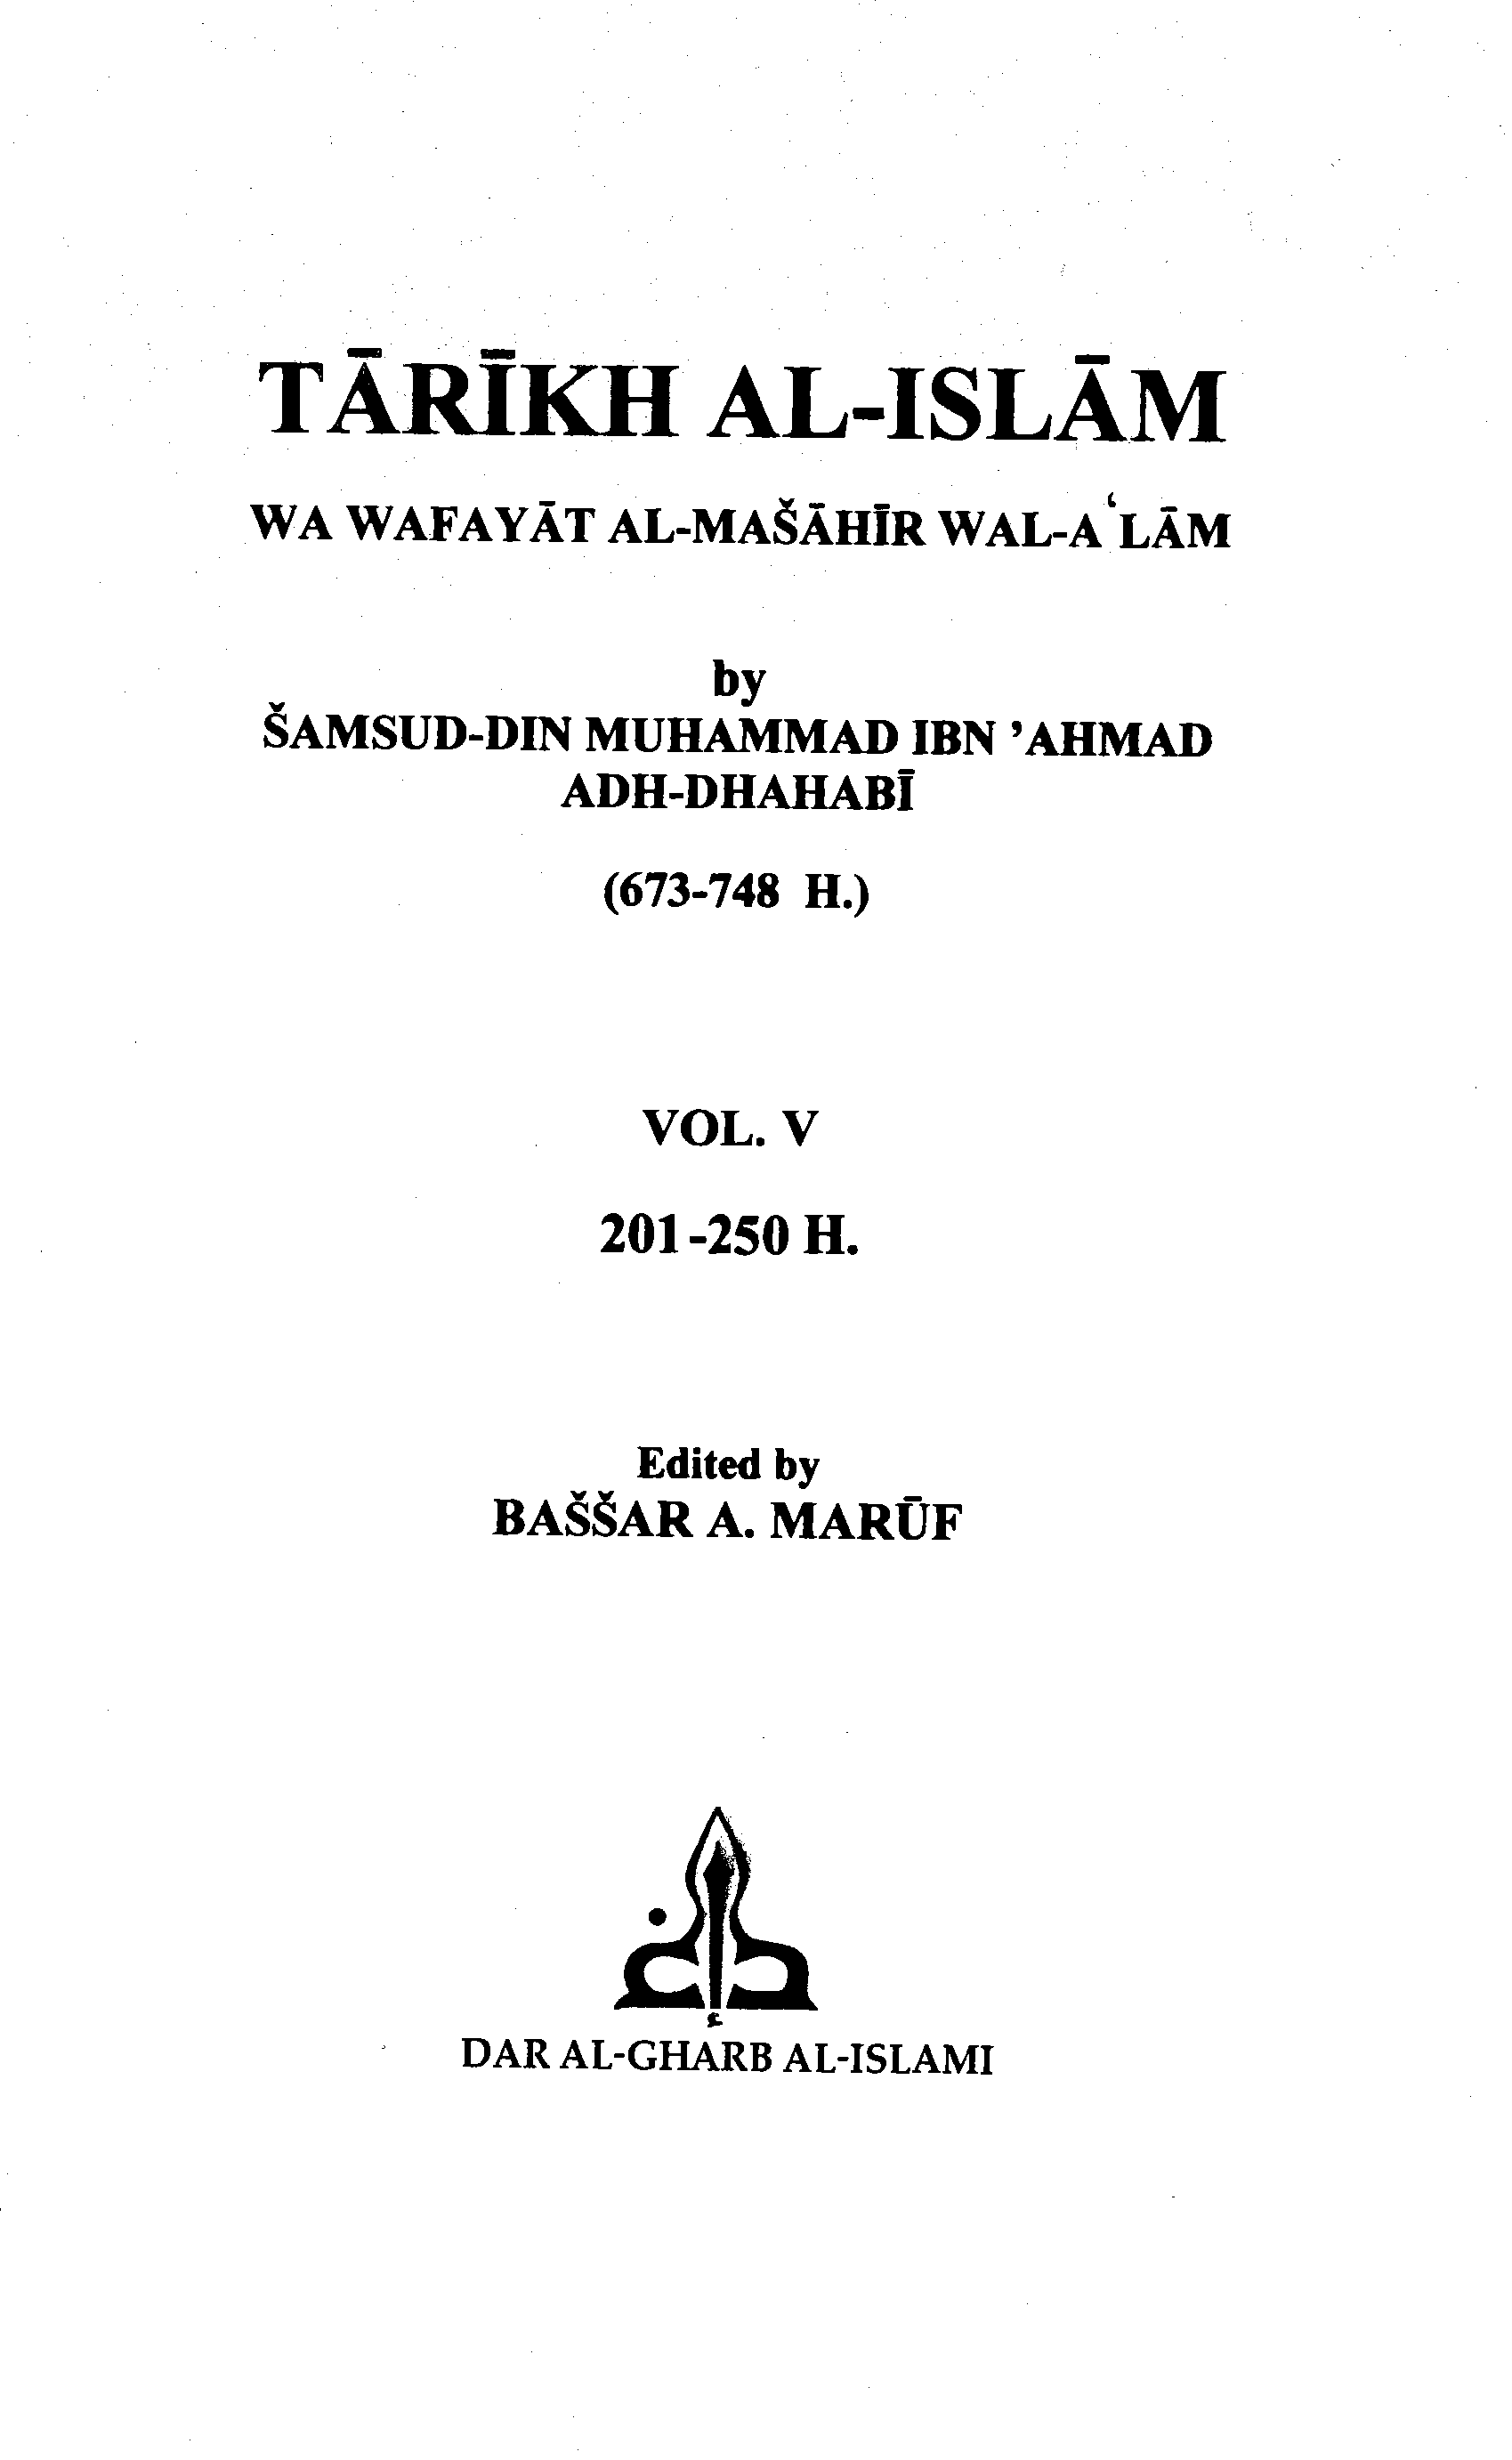 TĀRĪKH AL-ISLĀM
WA WAFAYĀT AL-MAŠĀHĪR WAL-A‘LĀM
by
ŠAMSUD-DIN MUHAMMAD IBN ’AHMAD
ADH-DHAHABĪ
(673-748 H.)
VOL. V
201-250 H.
Edited by
BAŠŠAR A. MARŪF
DAR AL-GHARB AL-ISLAMI